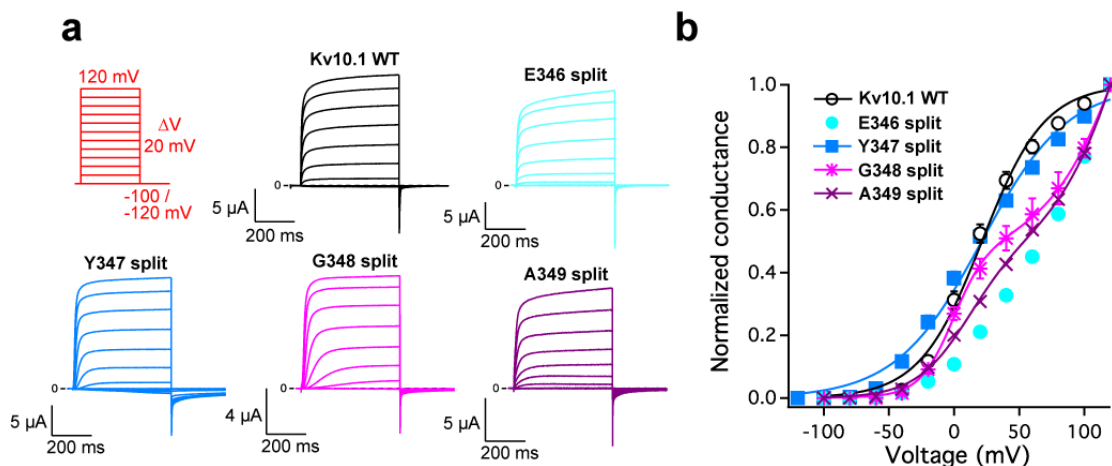 a
120 mV
ΔV
20 mV
-100 /
-120 mV
Kv10.1 WT
0
5 µA
200 ms
E346 split
0
5 µA
200 ms
Y347 split
0
5 µA
200 ms
G348 split
0
4 µA
200 ms
A349 split
0
5 µA
200 ms
b
Normalized conductance
1.0
0.8
0.6
0.4
0.2
0.0
Kv10.1 WT
E346 split
Y347 split
G348 split
A349 split
-100 -50 0 50 100
Voltage (mV)